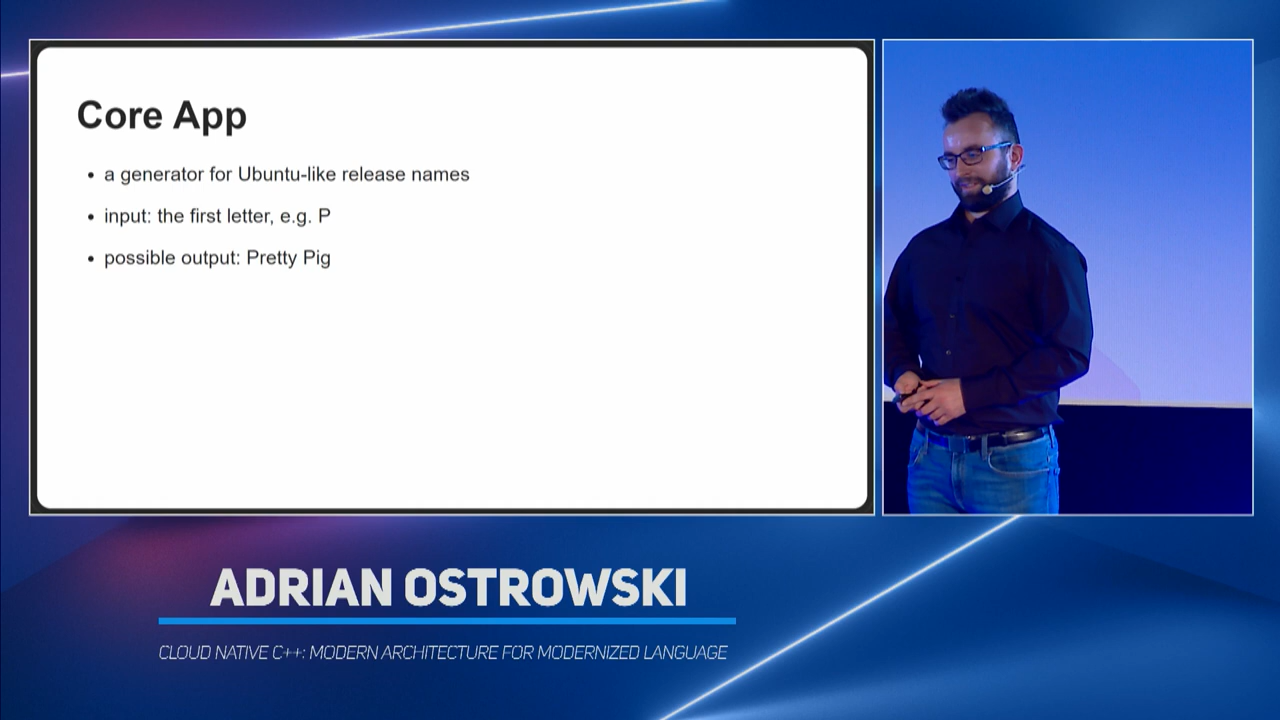 Core App
a generator for Ubuntu-like release names
input: the first letter, e.g. P
possible output: Pretty Pig
ADRIAN OSTROWSKI
CLOUD NATIVE C++: MODERN ARCHITECTURE FOR MODERNIZED LANGUAGE